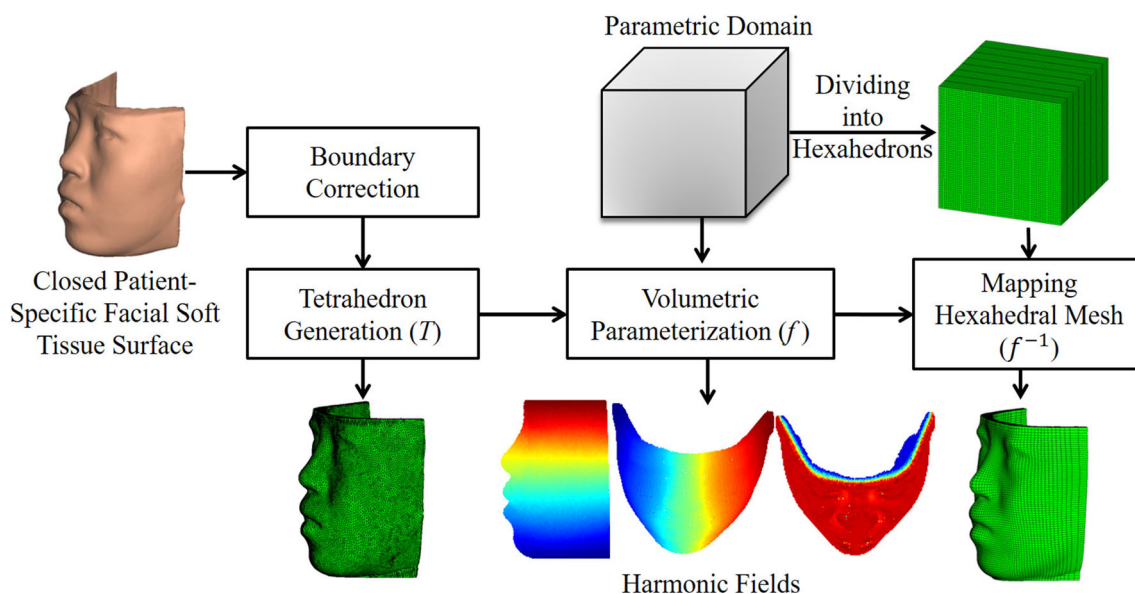 Parametric Domain
Dividing
into
Hexahedrons
Boundary
Correction
Closed Patient-
Specific Facial Soft
Tissue Surface
Tetrahedron
Generation (T)
Volumetric
Parameterization (f)
Mapping
Hexahedral Mesh
(f⁻¹)
Harmonic Fields